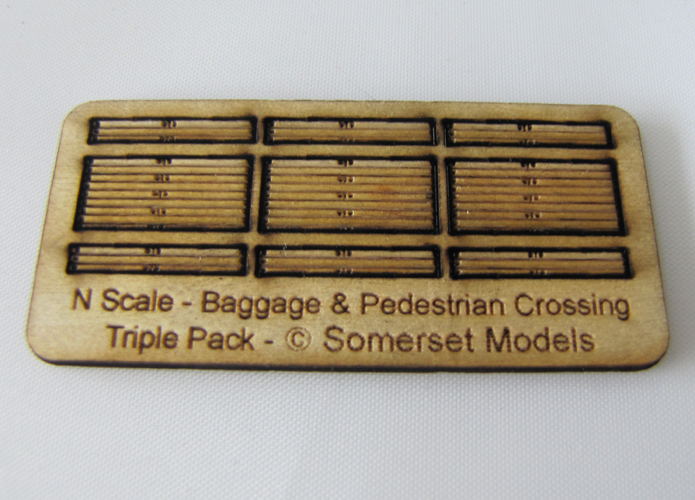 N Scale - Baggage & Pedestrian Crossing
Triple Pack - © Somerset Models